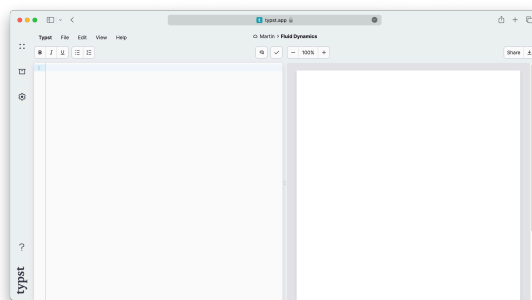 typst.app
Typst File Edit View Help
Martin > Fluid Dynamics
B I U
− 100% +
Share
1
?
typst